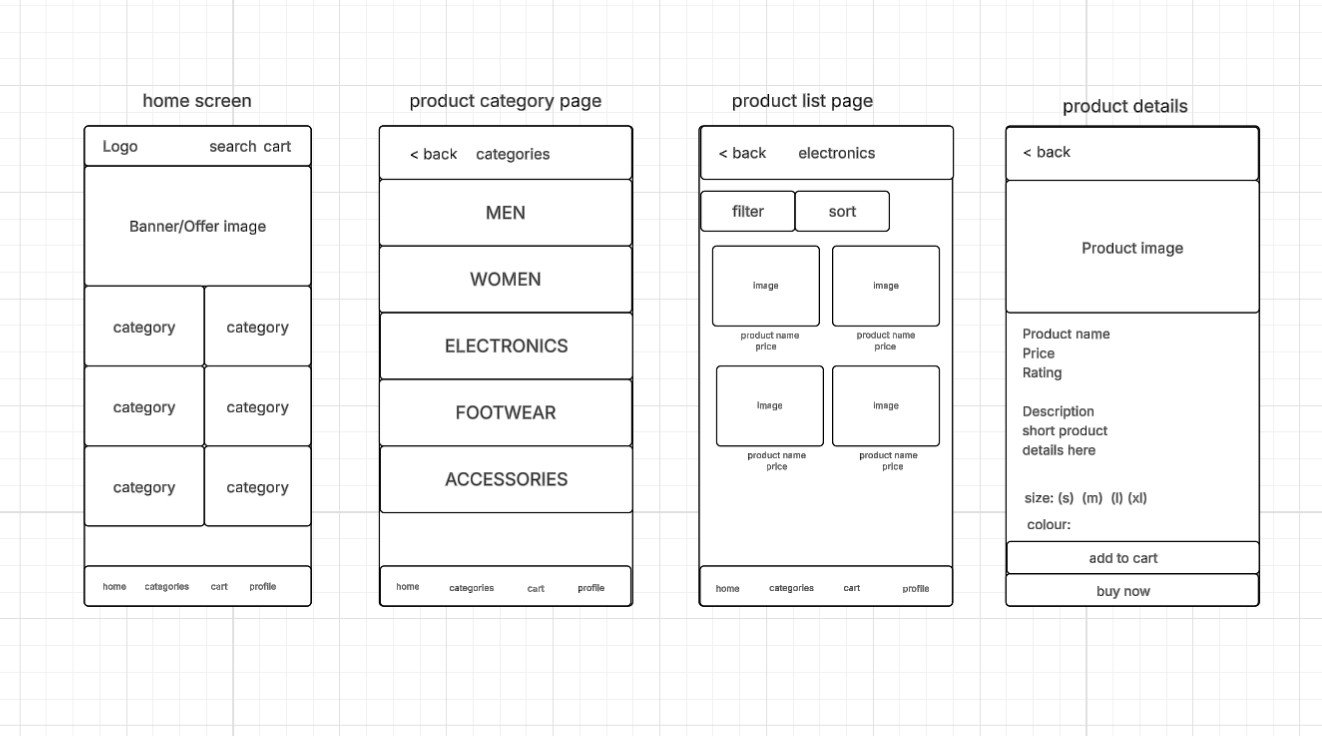 home screen
Logo search cart
Banner/Offer image
category category
category category
category category
home categories cart profile
product category page
< back categories
MEN
WOMEN
ELECTRONICS
FOOTWEAR
ACCESSORIES
home categories cart profile
product list page
< back electronics
filter sort
image image
product name product name
price price
image image
product name product name
price price
home categories cart profile
product details
< back
Product image
Product name
Price
Rating
Description
short product
details here
size: (s) (m) (l) (xl)
colour:
add to cart
buy now